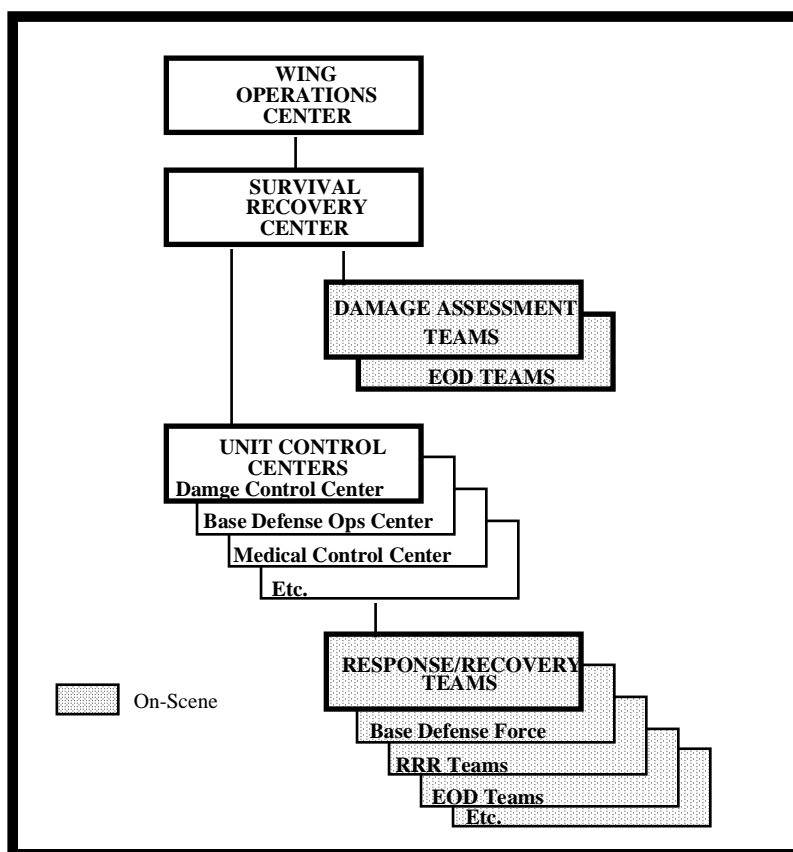 WING
OPERATIONS
CENTER
SURVIVAL
RECOVERY
CENTER
DAMAGE ASSESSMENT
TEAMS
EOD TEAMS
UNIT CONTROL
CENTERS
Damge Control Center
Base Defense Ops Center
Medical Control Center
Etc.
RESPONSE/RECOVERY
TEAMS
On-Scene
Base Defense Force
RRR Teams
EOD Teams
Etc.